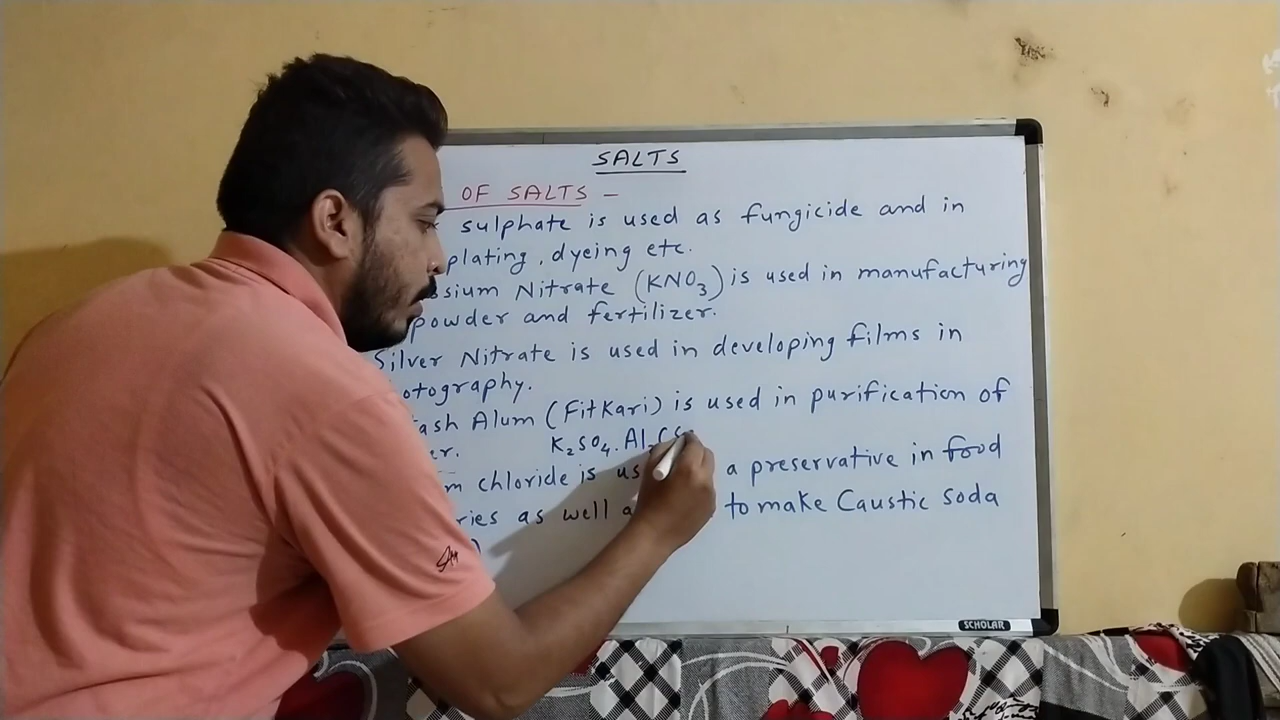 SALTS
OF SALTS –
sulphate is used as fungicide and in
plating, dyeing etc.
ssium Nitrate (KNO3) is used in manufacturing
powder and fertilizer.
Silver Nitrate is used in developing films in
otography.
ash Alum (Fitkari) is used in purification of
er. K2SO4.Al2(S
m chloride is us a preservative in food
ries as well a to make Caustic soda
)
SCHOLAR